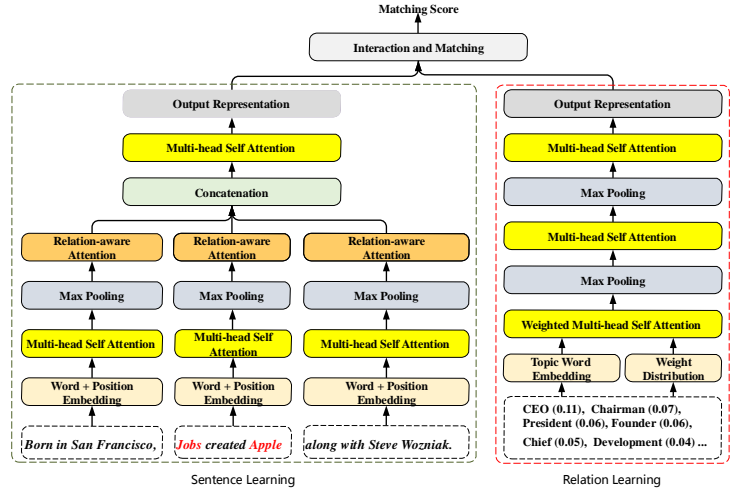 Matching Score
Interaction and Matching
Output Representation
Multi-head Self Attention
Concatenation
Relation-aware
Attention
Relation-aware
Attention
Relation-aware
Attention
Max Pooling
Max Pooling
Max Pooling
Multi-head Self Attention
Multi-head Self
Attention
Multi-head Self Attention
Word + Position
Embedding
Word + Position
Embedding
Word + Position
Embedding
Born in San Francisco,
Jobs created Apple
along with Steve Wozniak.
Sentence Learning
Output Representation
Multi-head Self Attention
Max Pooling
Multi-head Self Attention
Max Pooling
Weighted Multi-head Self Attention
Topic Word
Embedding
Weight
Distribution
CEO (0.11), Chairman (0.07),
President (0.06), Founder (0.06),
Chief (0.05), Development (0.04) ...
Relation Learning